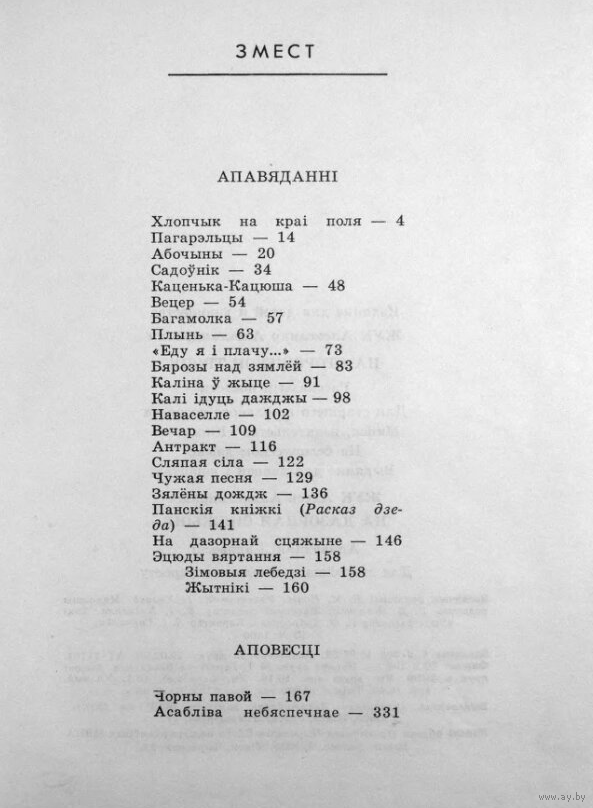 ЗМЕСТ
АПАВЯДАННІ
Хлопчык на краі поля — 4
Пагарэльцы — 14
Абочыны — 20
Садоўнік — 34
Каценька-Кацюша — 48
Вецер — 54
Багамолка — 57
Плынь — 63
«Еду я і плачу...» — 73
Бярозы над зямлёй — 83
Каліна ў жыце — 91
Калі ідуць дажджы — 98
Наваселле — 102
Вечар — 109
Антракт — 116
Сляпая сіла — 122
Чужая песня — 129
Зялёны дождж — 136
Панскія кніжкі (Расказ дзе-
да) — 141
На дазорнай сцяжыне — 146
Эцюды вяртання — 158
Зімовыя лебедзі — 158
Жытнікі — 160
АПОВЕСЦІ
Чорны павой — 167
Асабліва небяспечнае — 331
www.ay.by